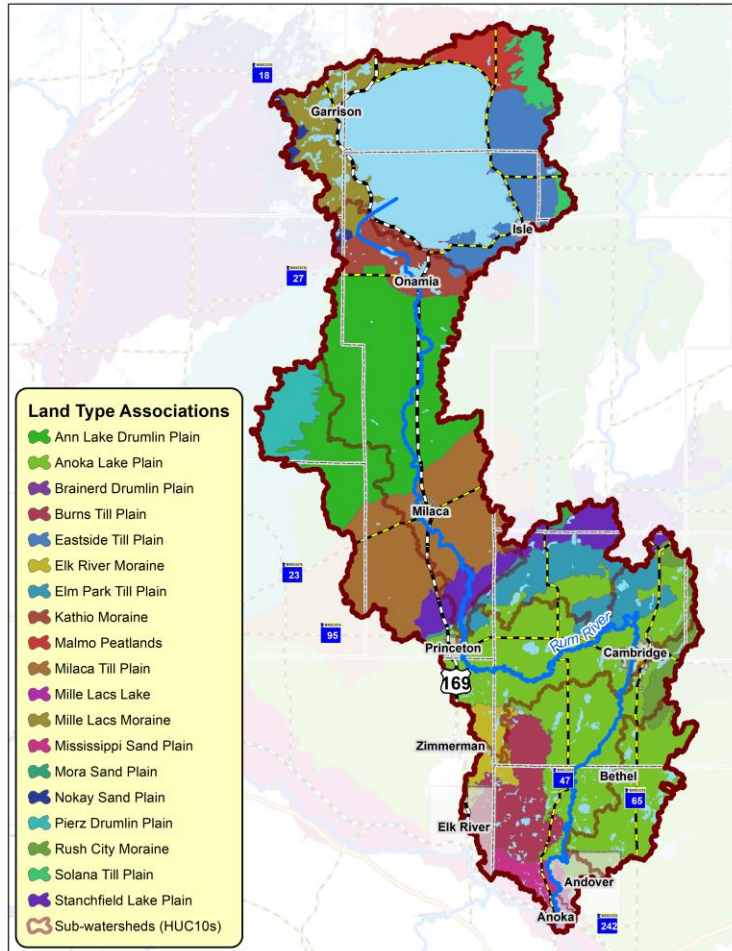 18
Garrison
Isle
27
Onamia
Land Type Associations
Ann Lake Drumlin Plain
Anoka Lake Plain
Brainerd Drumlin Plain
Burns Till Plain
Eastside Till Plain
Elk River Moraine
Elm Park Till Plain
Kathio Moraine
Malmo Peatlands
Milaca Till Plain
Mille Lacs Lake
Mille Lacs Moraine
Mississippi Sand Plain
Mora Sand Plain
Nokay Sand Plain
Pierz Drumlin Plain
Rush City Moraine
Solana Till Plain
Stanchfield Lake Plain
Sub-watersheds (HUC10s)
Milaca
23
95
Rum River
Princeton
Cambridge
169
Zimmerman
47
Bethel
65
Elk River
Andover
Anoka
242